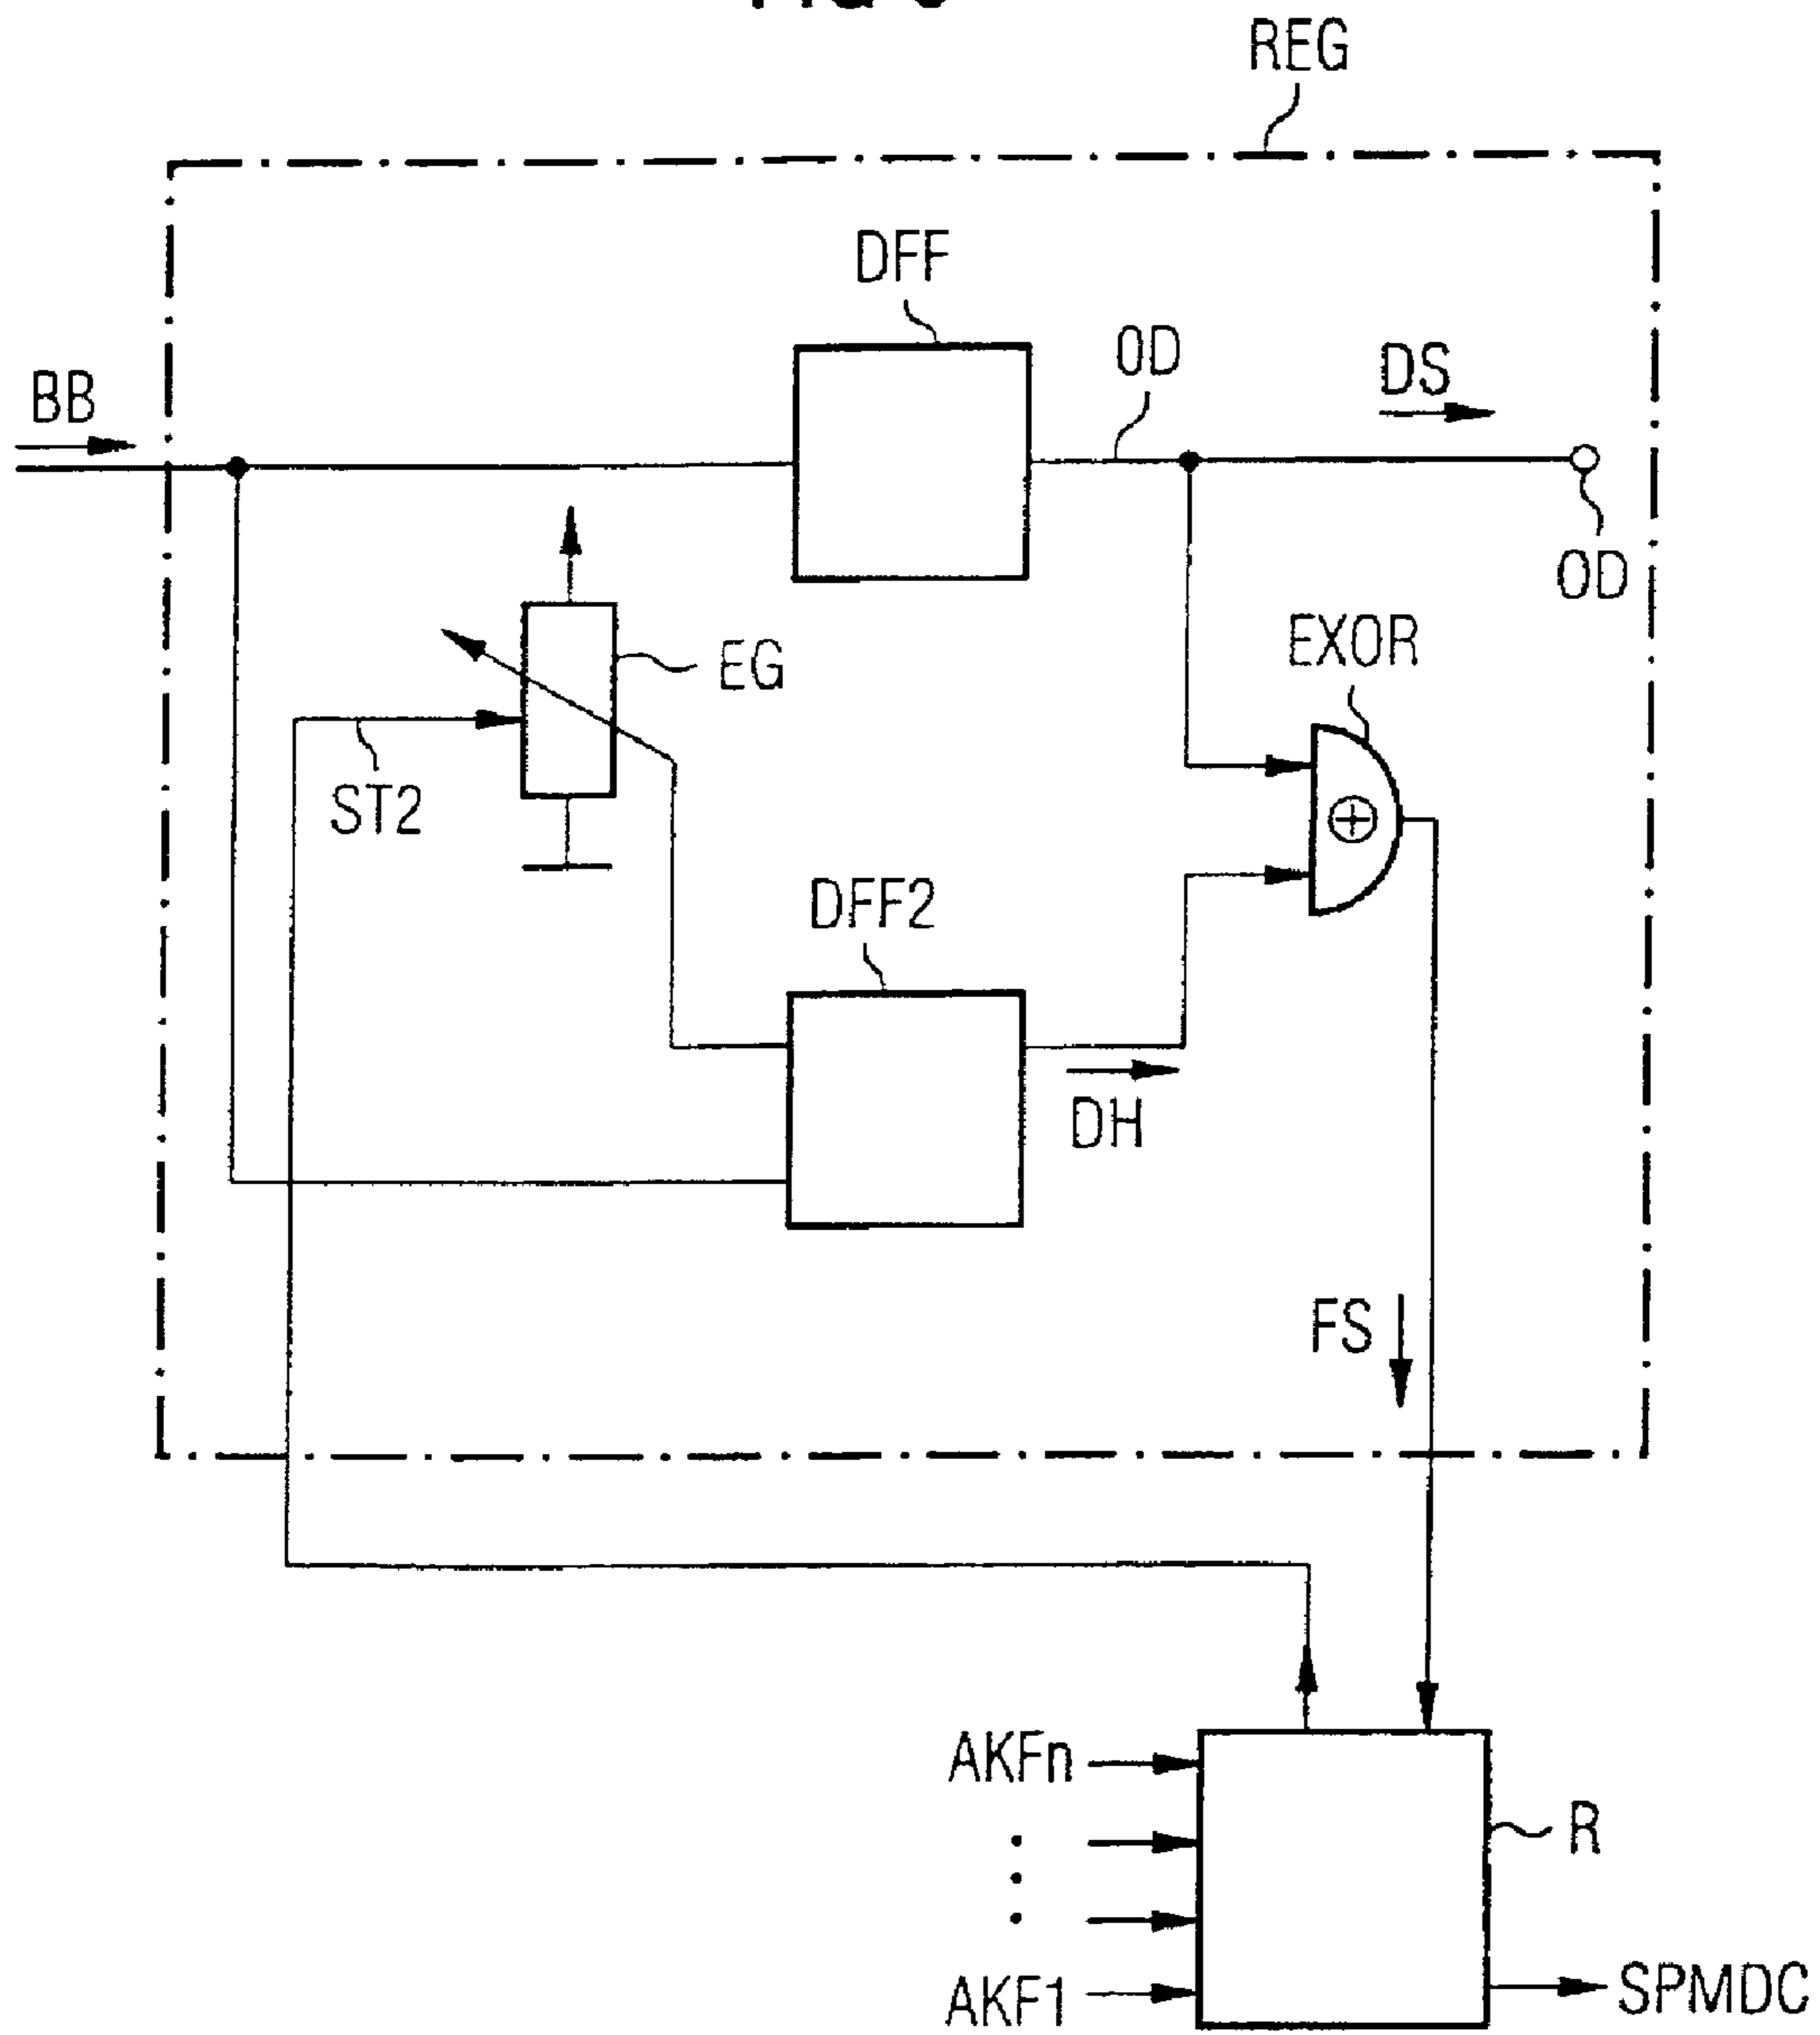 REG
DFF
OD
DS
BB
OD
EXOR
EG
ST2
DFF2
DH
FS
AKFn
R
AKF1
SPMDC